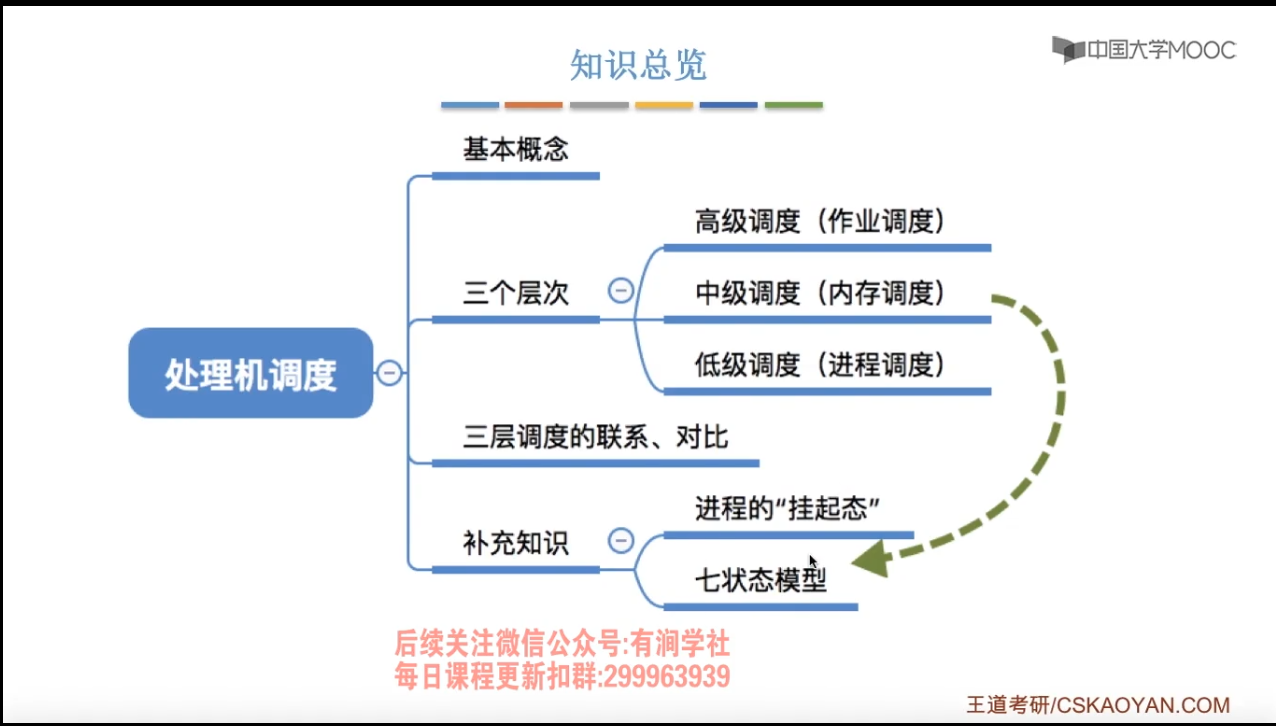 知识总览
中国大学MOOC
基本概念
三个层次
高级调度（作业调度）
中级调度（内存调度）
低级调度（进程调度）
处理机调度
三层调度的联系、对比
补充知识
进程的“挂起态”
七状态模型
后续关注微信公众号:有涧学社
每日课程更新扣群:299963939
王道考研/CSKAOYAN.COM